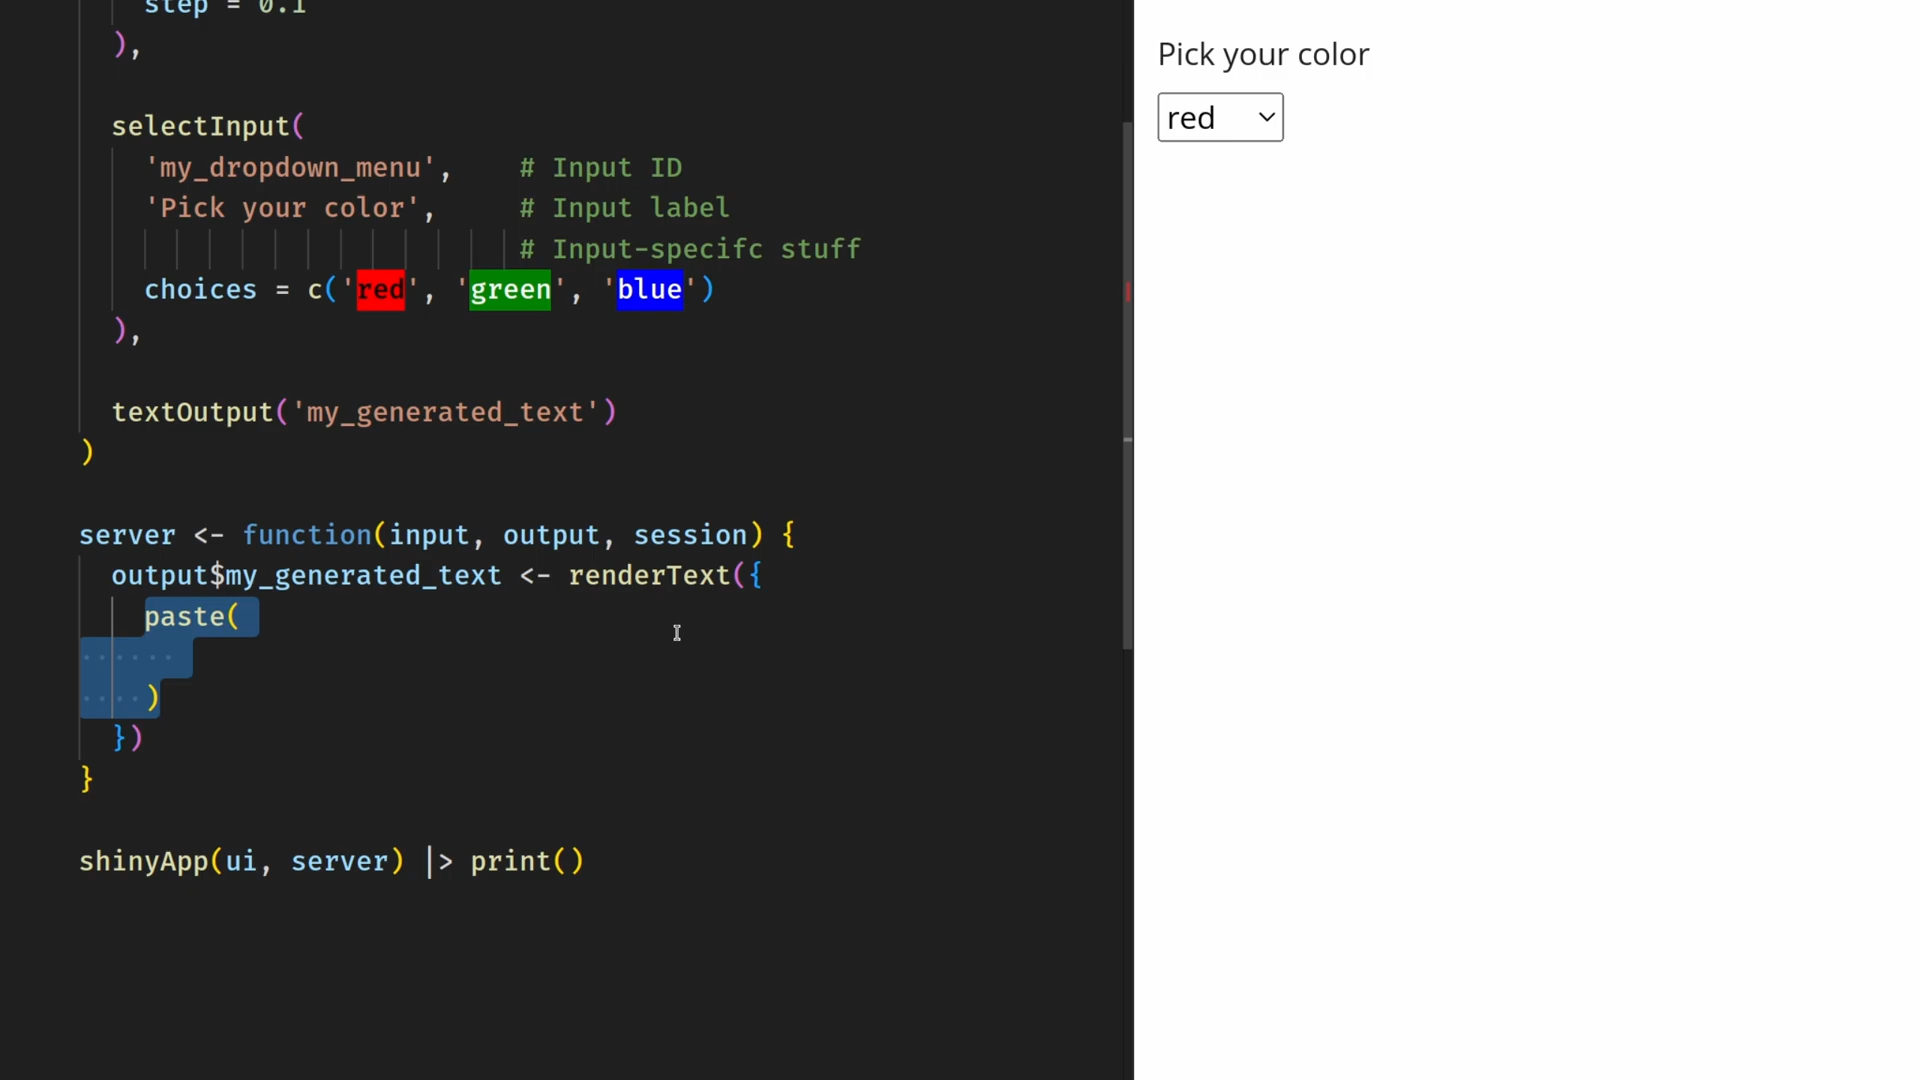 step = 0.1
),
selectInput(
'my_dropdown_menu',    # Input ID
'Pick your color',     # Input label
# Input-specifc stuff
choices = c('red', 'green', 'blue')
),
textOutput('my_generated_text')
)
server <- function(input, output, session) {
output$my_generated_text <- renderText({
paste(
)
})
}
shinyApp(ui, server) |> print()
Pick your color
red